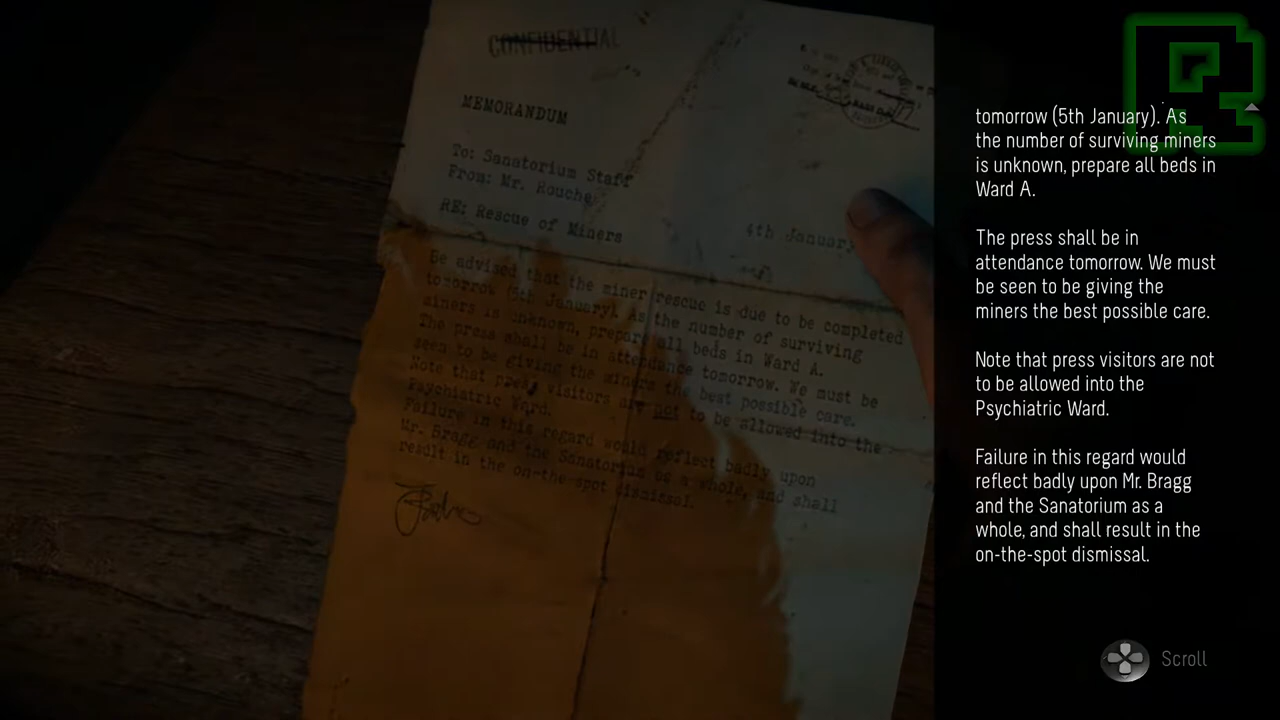 CONFIDENTIAL
MEMORANDUM
To: Sanatorium Staff
From: Mr. Rouche
RE: Rescue of Miners
4th January
Be advised that the miner rescue is due to be completed
tomorrow (5th January). As the number of surviving
miners is unknown, prepare all beds in Ward A.
The press shall be in attendance tomorrow. We must be
seen to be giving the miners the best possible care.
Note that press visitors are not to be allowed into the
Psychiatric Ward.
Failure in this regard would reflect badly upon
Mr. Bragg and the Sanatorium as a whole, and shall
result in the on-the-spot dismissal.
tomorrow (5th January). As
the number of surviving miners
is unknown, prepare all beds in
Ward A.
The press shall be in
attendance tomorrow. We must
be seen to be giving the
miners the best possible care.
Note that press visitors are not
to be allowed into the
Psychiatric Ward.
Failure in this regard would
reflect badly upon Mr. Bragg
and the Sanatorium as a
whole, and shall result in the
on-the-spot dismissal.
Scroll